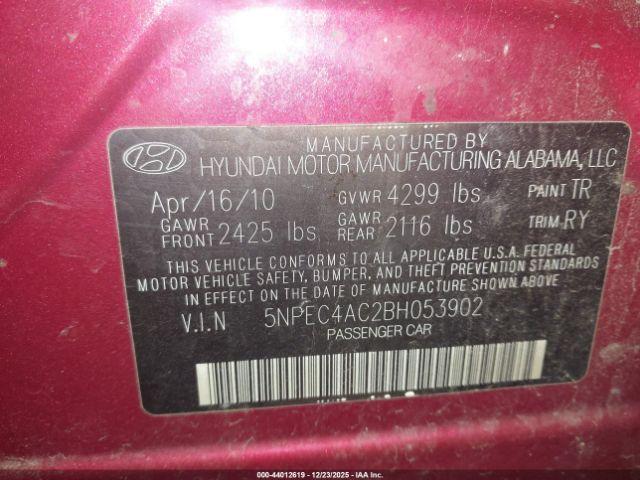 MANUFACTURED BY
HYUNDAI MOTOR MANUFACTURING ALABAMA, LLC
Apr/16/10 GVWR 4299 lbs PAINT TR
GAWR FRONT 2425 lbs GAWR REAR 2116 lbs TRIM RY
THIS VEHICLE CONFORMS TO ALL APPLICABLE U.S.A. FEDERAL
MOTOR VEHICLE SAFETY, BUMPER, AND THEFT PREVENTION
STANDARDS IN EFFECT ON THE DATE OF MANUFACTURE SHOWN ABOVE.
V.I.N 5NPEC4AC2BH053902
PASSENGER CAR
000-44012619 - 12/23/2025 - IAAI Inc.